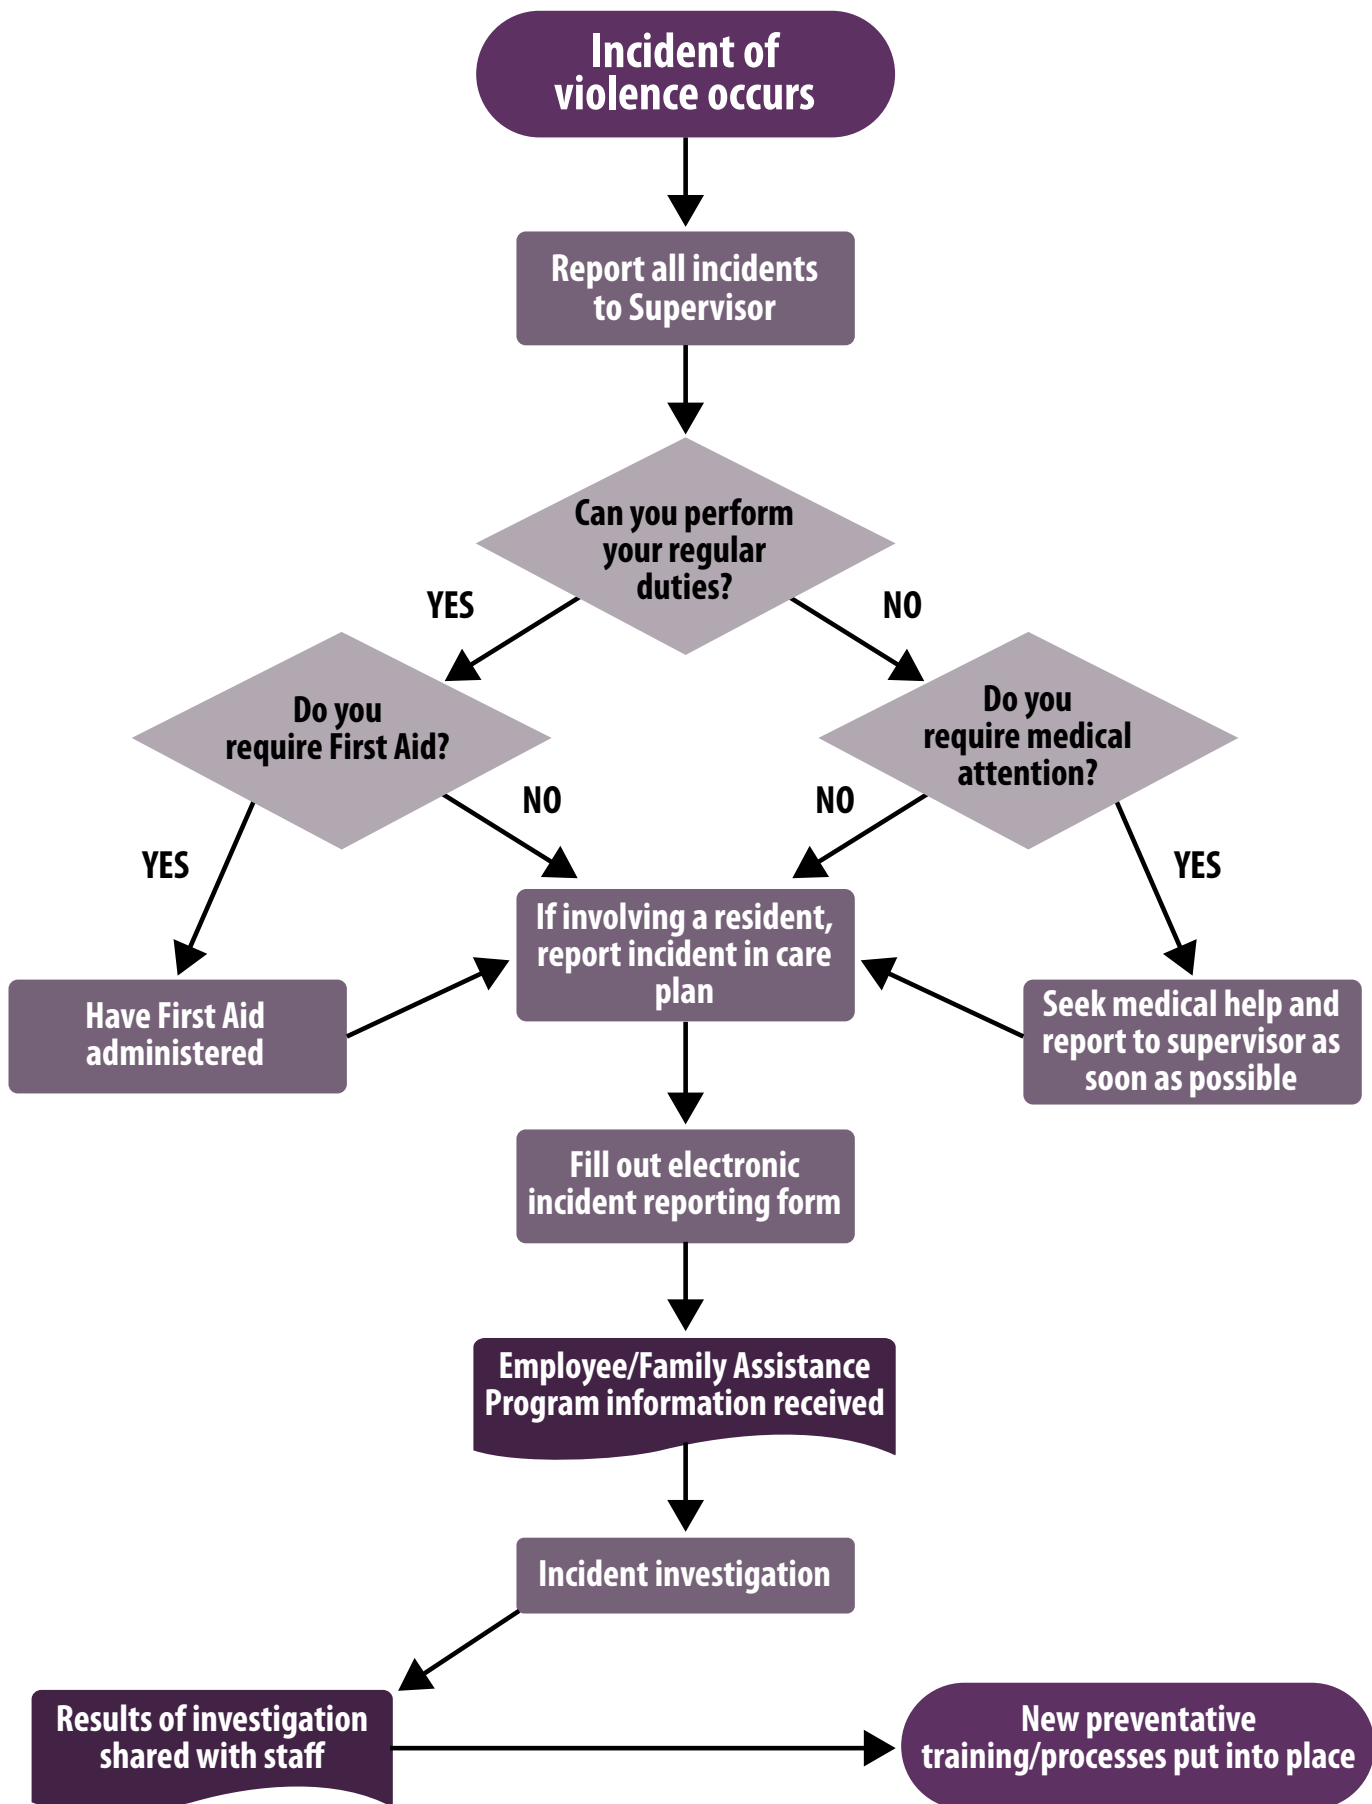 Incident of
violence occurs
Report all incidents
to Supervisor
Can you perform
your regular
duties?
YES
NO
Do you
require First Aid?
Do you
require medical
attention?
NO
NO
YES
YES
If involving a resident,
report incident in care
plan
Have First Aid
administered
Seek medical help and
report to supervisor as
soon as possible
Fill out electronic
incident reporting form
Employee/Family Assistance
Program information received
Incident investigation
Results of investigation
shared with staff
New preventative
training/processes put into place